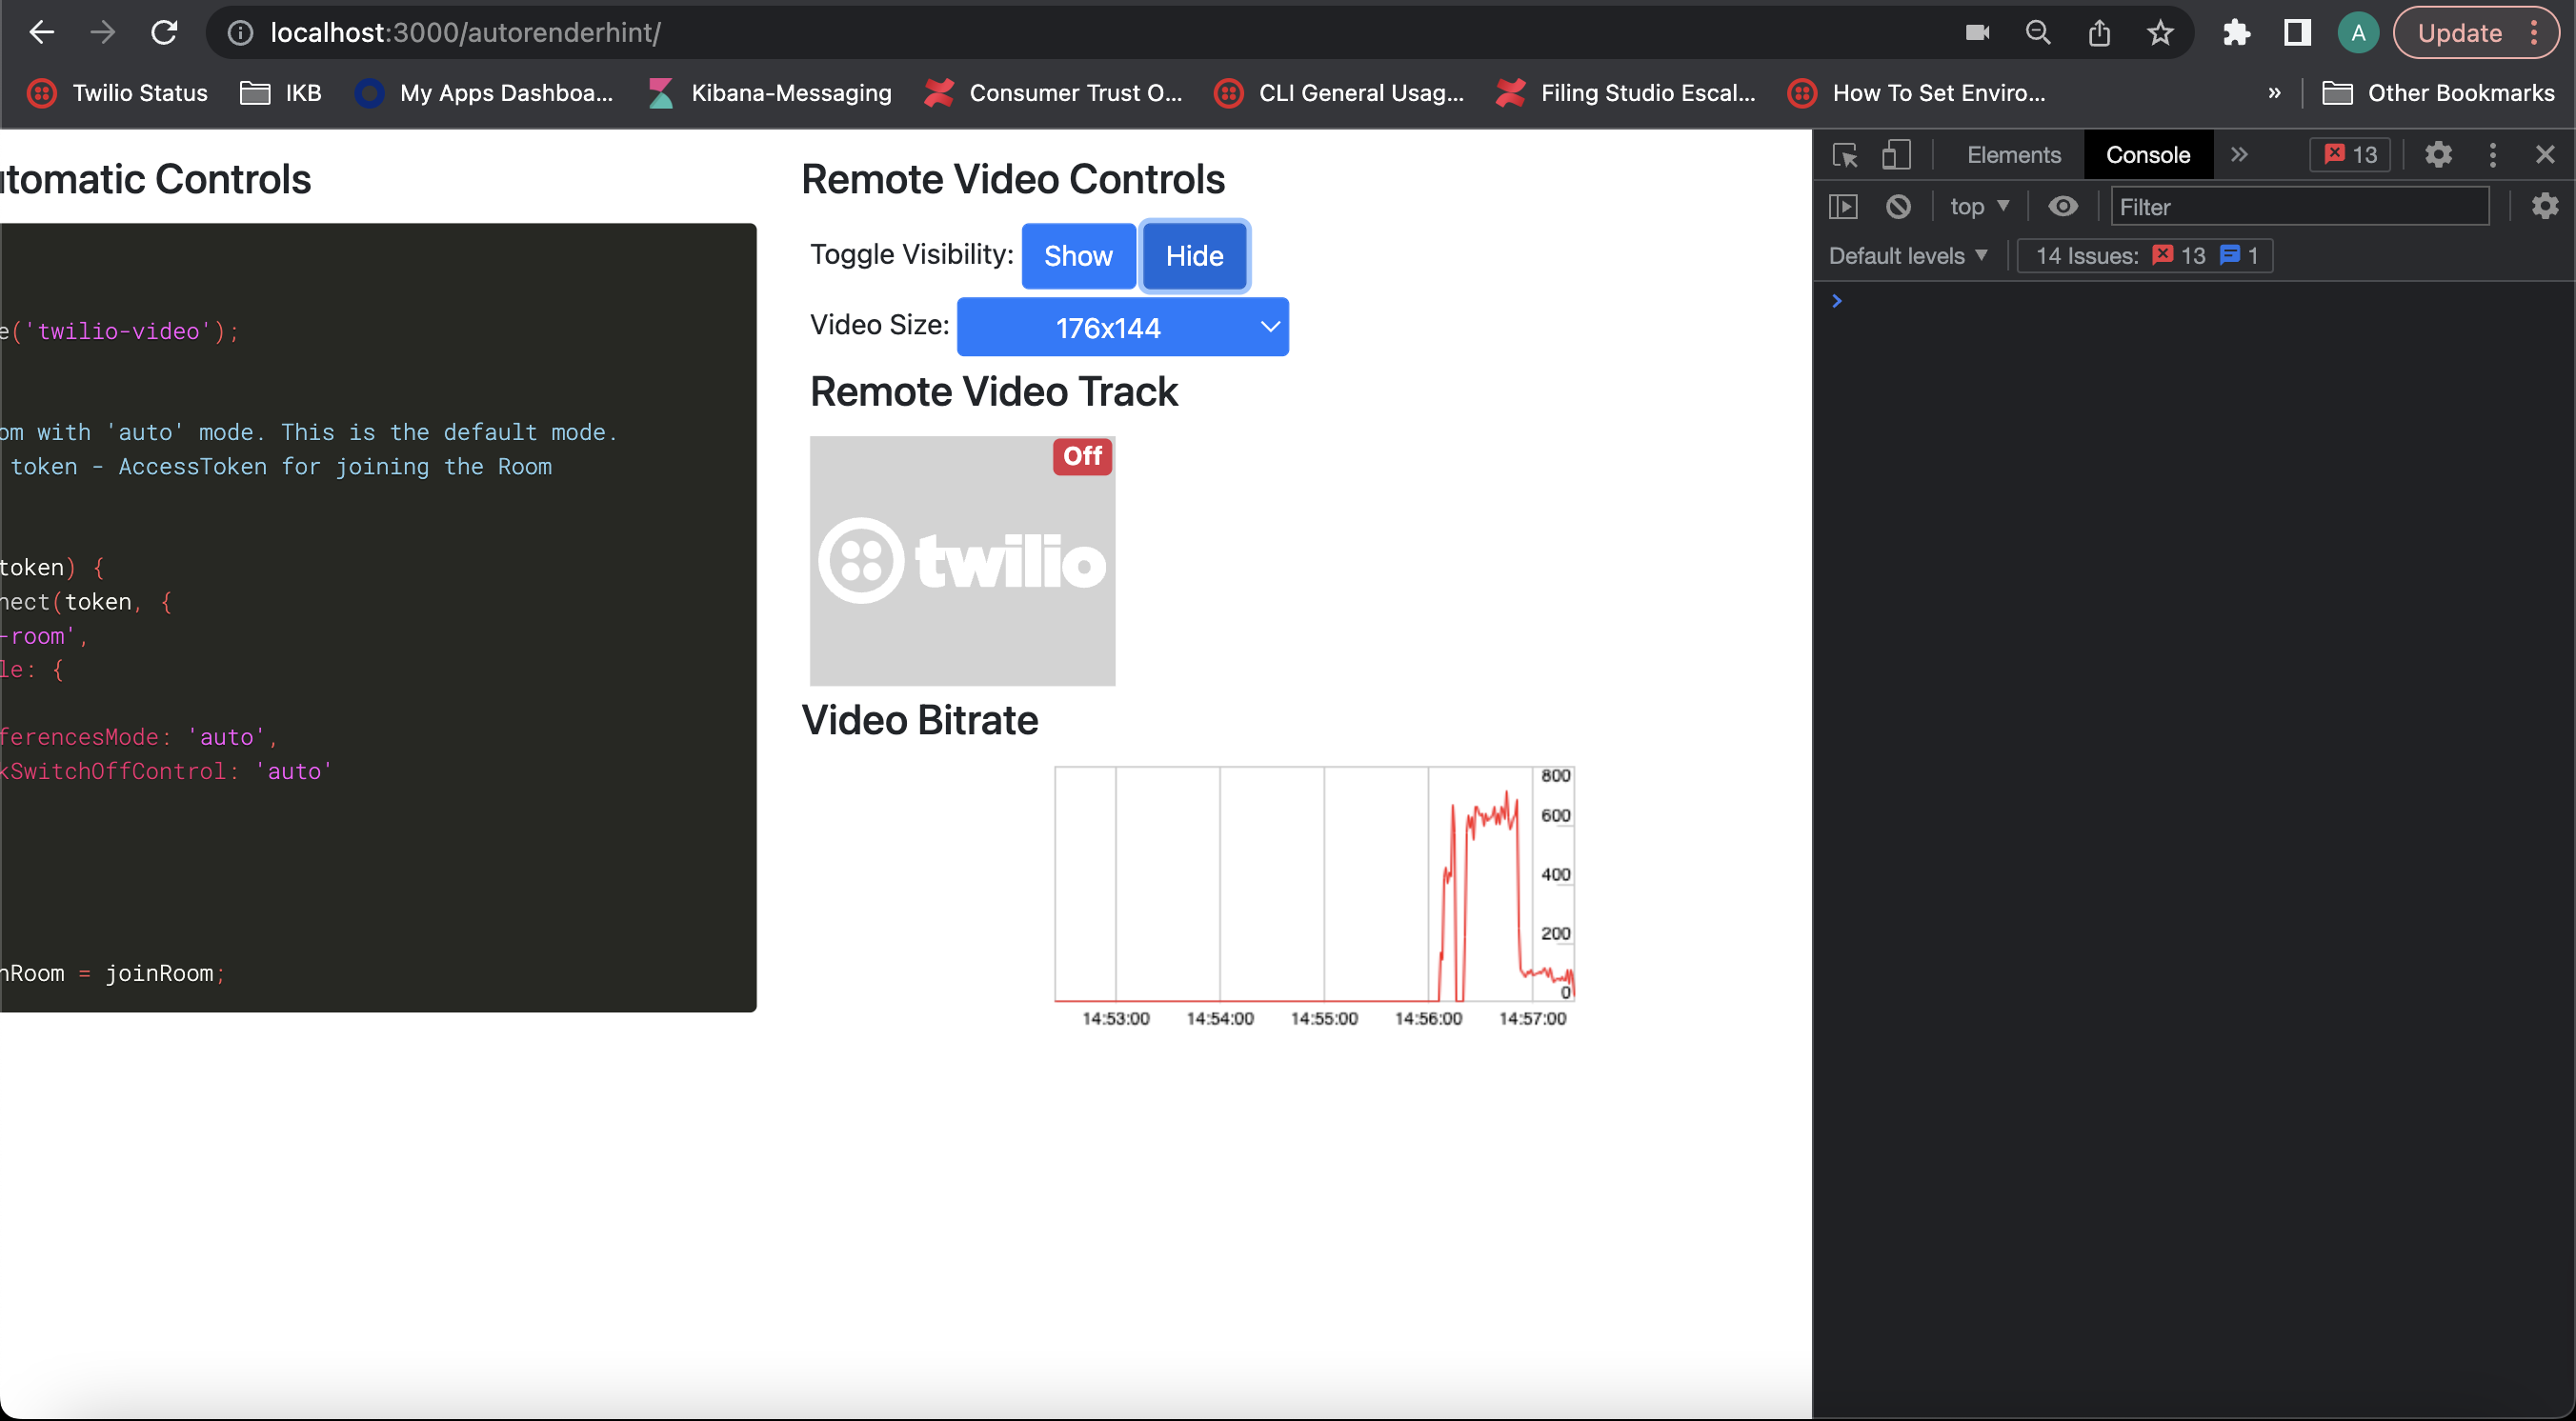 localhost:3000/autorenderhint/
A
Update
Twilio Status
IKB
My Apps Dashboa...
Kibana-Messaging
Consumer Trust O...
CLI General Usag...
Filing Studio Escal...
How To Set Enviro...
»
Other Bookmarks
tomatic Controls
e('twilio-video');
om with 'auto' mode. This is the default mode.
token - AccessToken for joining the Room
token) {
nect(token, {
-room',
le: {
ferencesMode: 'auto',
kSwitchOffControl: 'auto'
nRoom = joinRoom;
Remote Video Controls
Toggle Visibility: Show Hide
Video Size: 176x144
Remote Video Track
Off
twilio
Video Bitrate
800
600
400
200
0
14:53:00 14:54:00 14:55:00 14:56:00 14:57:00
Elements Console » 13
top Filter
Default levels 14 Issues: 13 1